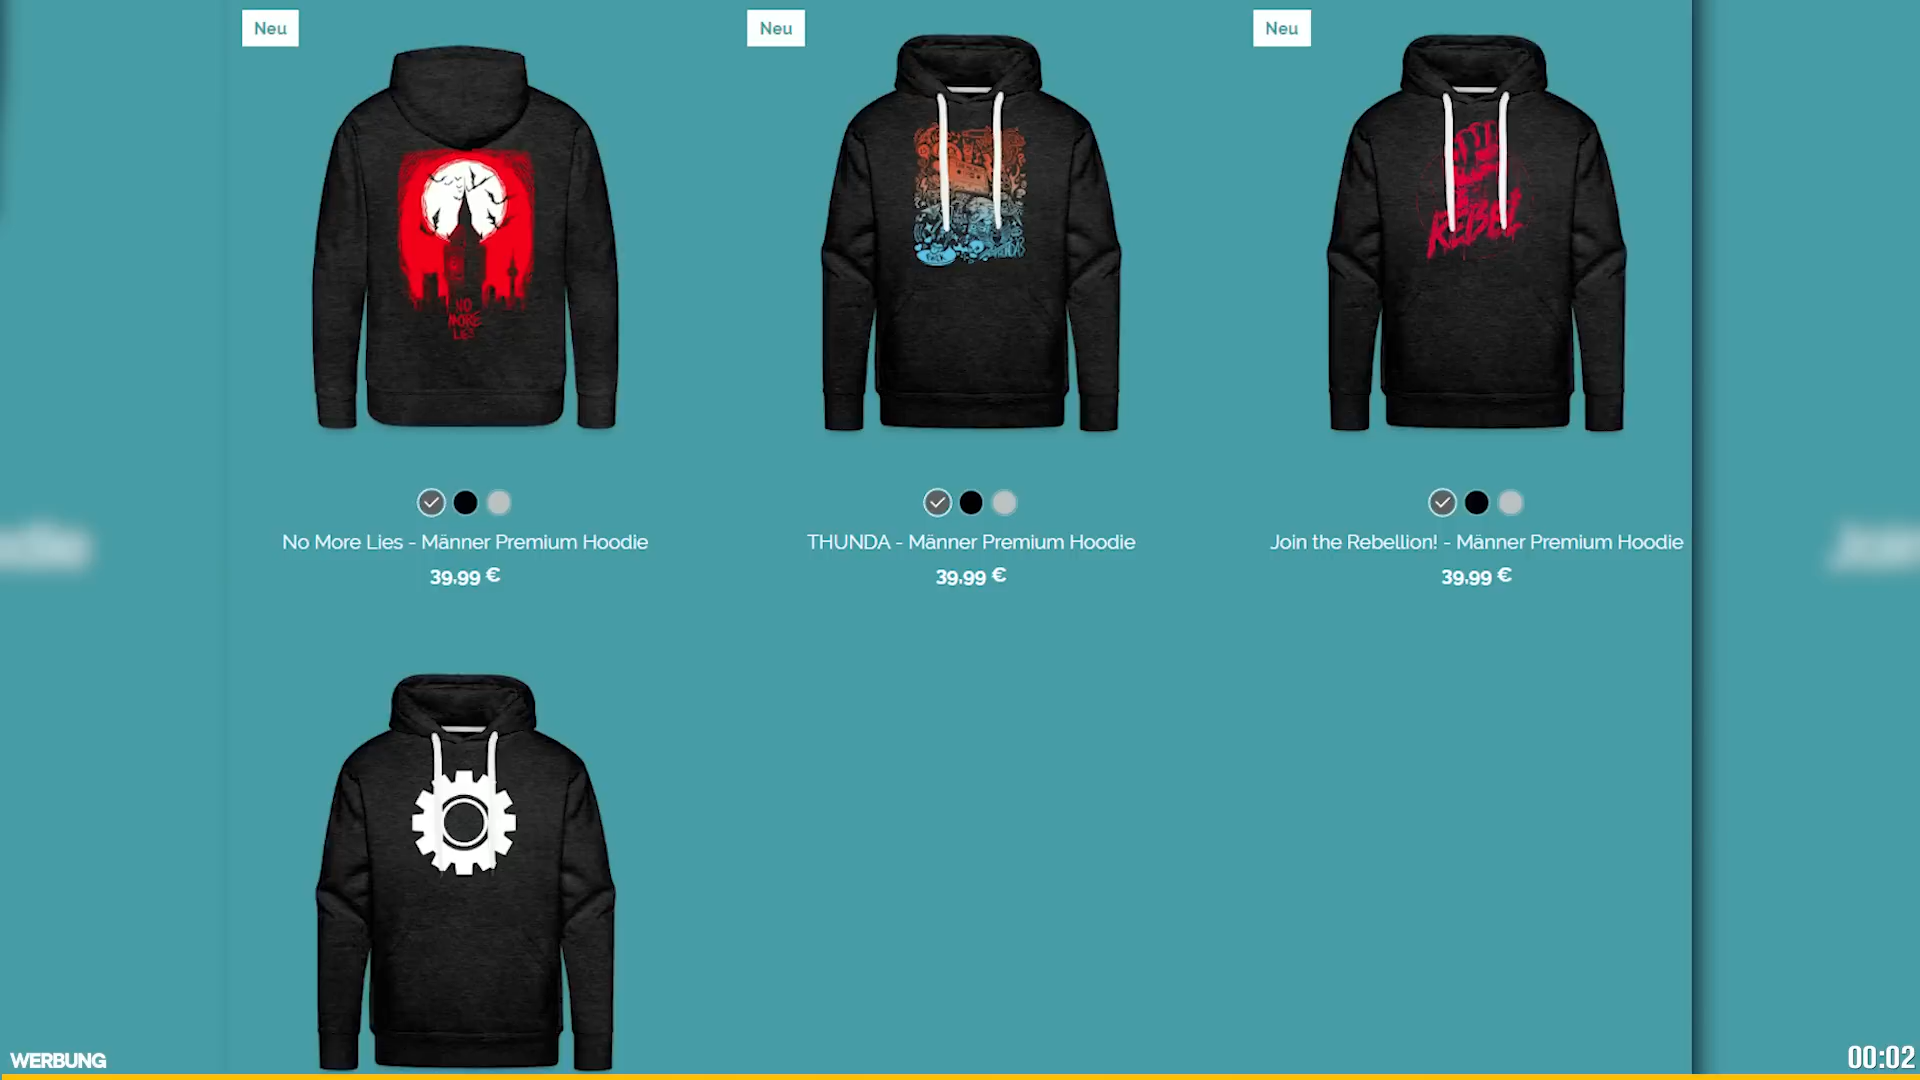 Neu
Neu
Neu
NO
MORE
LIES
REBEL
No More Lies - Männer Premium Hoodie
39,99 €
THUNDA - Männer Premium Hoodie
39,99 €
Join the Rebellion! - Männer Premium Hoodie
39,99 €
WERBUNG
00:02